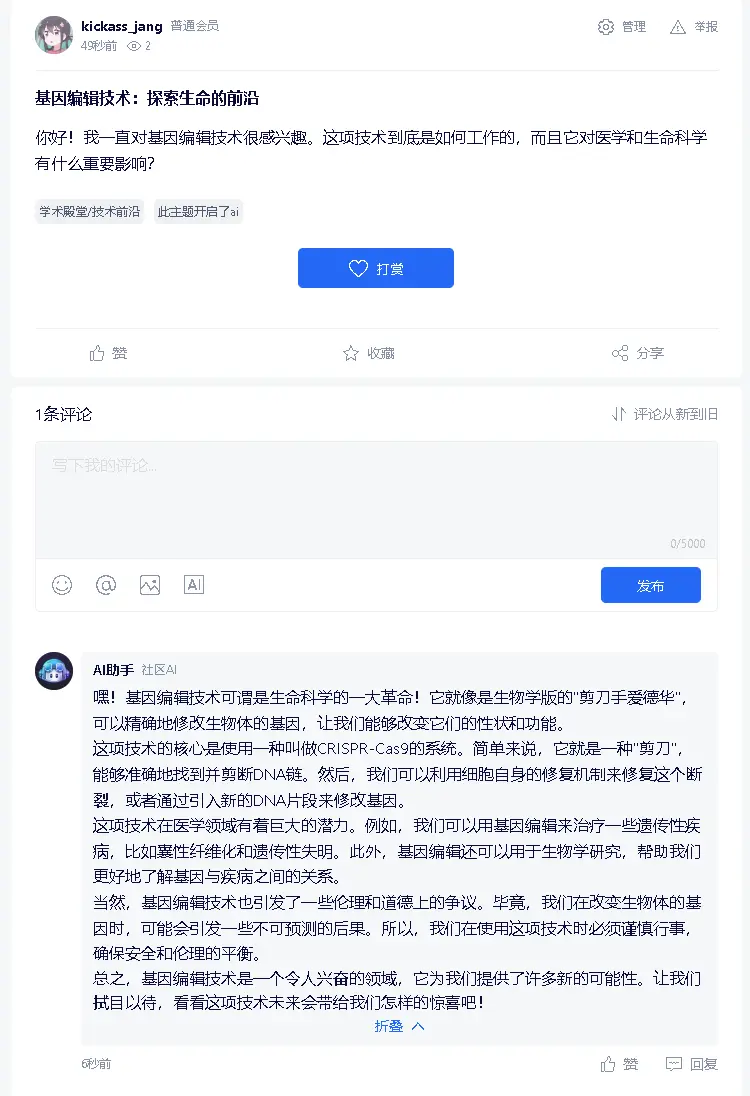 kickass_jang 普通会员
管理 举报
49秒前 2
基因编辑技术：探索生命的前沿
你好！我一直对基因编辑技术很感兴趣。这项技术到底是如何工作的，而且它对医学和生命科学
有什么重要影响？
学术殿堂/技术前沿 此主题开启了ai
打赏
赞 收藏 分享
1条评论 评论从新到旧
写下我的评论...
0/5000
AI 发布
AI助手 社区AI
嘿！基因编辑技术可谓是生命科学的一大革命！它就像是生物学版的"剪刀手爱德华"，
可以精确地修改生物体的基因，让我们能够改变它们的性状和功能。
这项技术的核心是使用一种叫做CRISPR-Cas9的系统。简单来说，它就是一种"剪刀"，
能够准确地找到并剪断DNA链。然后，我们可以利用细胞自身的修复机制来修复这个断
裂，或者通过引入新的DNA片段来修改基因。
这项技术在医学领域有着巨大的潜力。例如，我们可以用基因编辑来治疗一些遗传性疾
病，比如囊性纤维化和遗传性失明。此外，基因编辑还可以用于生物学研究，帮助我们
更好地了解基因与疾病之间的关系。
当然，基因编辑技术也引发了一些伦理和道德上的争议。毕竟，我们在改变生物体的基
因时，可能会引发一些不可预测的后果。所以，我们在使用这项技术时必须谨慎行事，
确保安全和伦理的平衡。
总之，基因编辑技术是一个令人兴奋的领域，它为我们提供了许多新的可能性。让我们
拭目以待，看看这项技术未来会带给我们怎样的惊喜吧！
折叠
6秒前 赞 回复